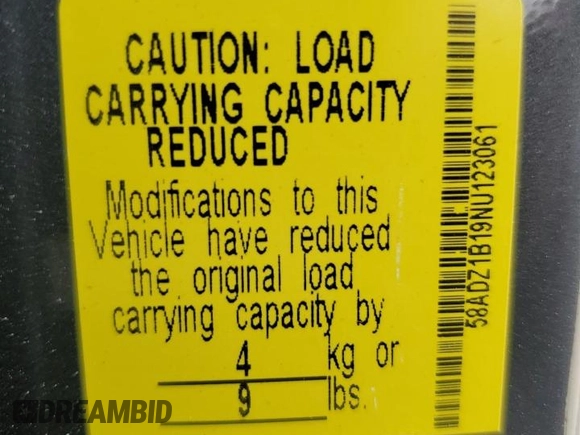 CAUTION: LOAD
CARRYING CAPACITY
REDUCED
Modifications to this
Vehicle have reduced
the original load
carrying capacity by
4 kg or
9 lbs.
58ADZ1B19NU123061
DREAMBID